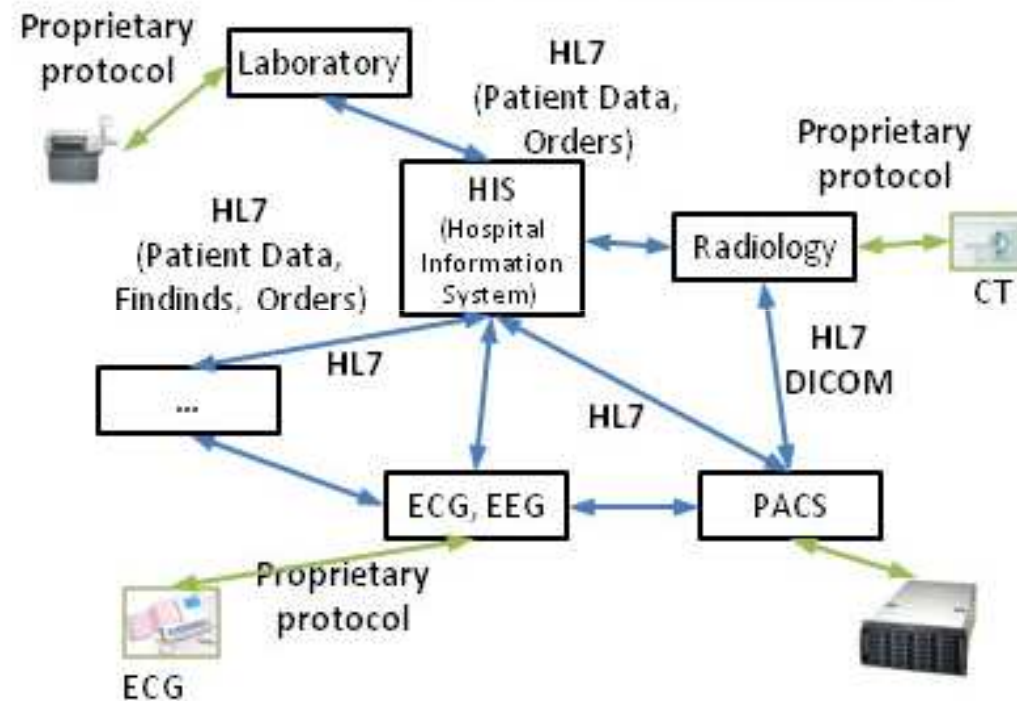 Proprietary
protocol
Laboratory
HL7
(Patient Data,
Orders)
Proprietary
protocol
HIS
(Hospital
Information
System)
HL7
(Patient Data,
Findinds, Orders)
Radiology
CT
HL7
HL7
DICOM
...
HL7
ECG, EEG
PACS
Proprietary
protocol
ECG